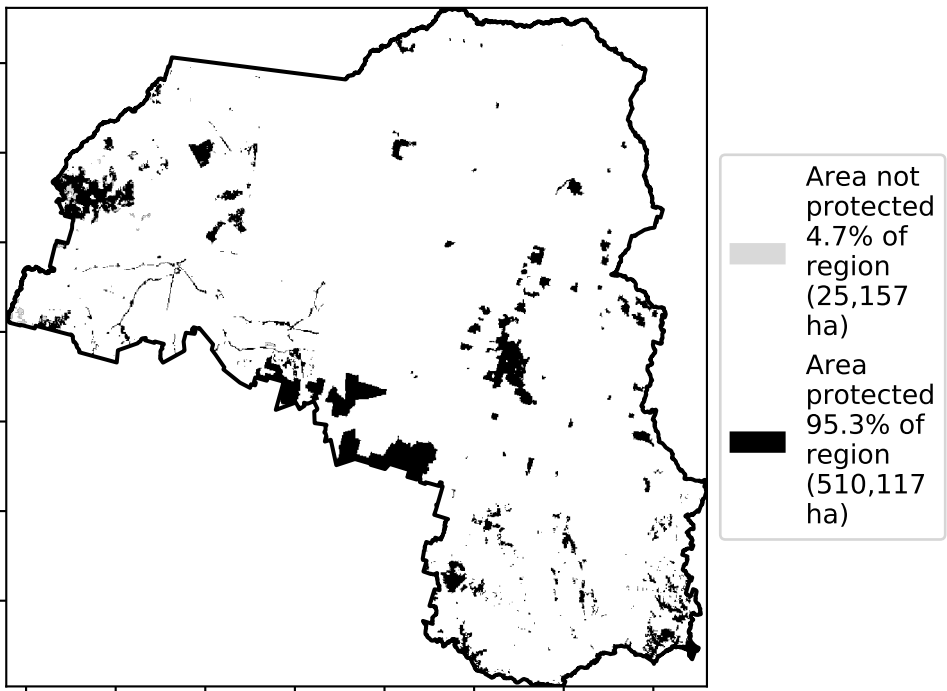 Area not
protected
4.7% of
region
(25,157
ha)
Area
protected
95.3% of
region
(510,117
ha)